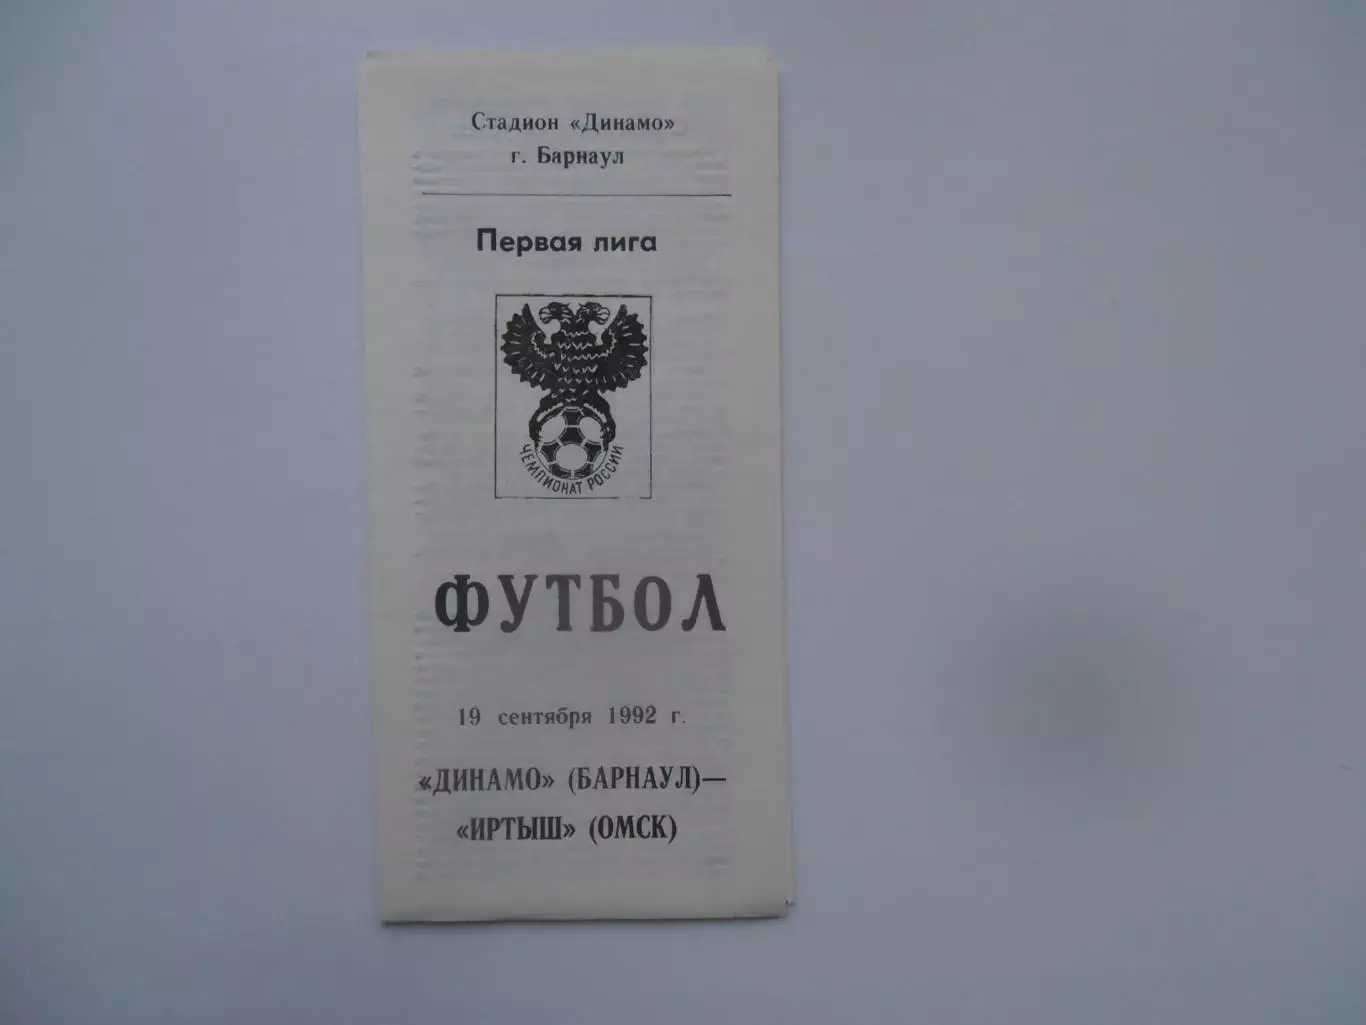 Стадион «Динамо»
г. Барнаул
Первая лига
ЧЕМПИОНАТ РОССИИ
ФУТБОЛ
19 сентября 1992 г.
«ДИНАМО» (БАРНАУЛ)—
«ИРТЫШ» (ОМСК)